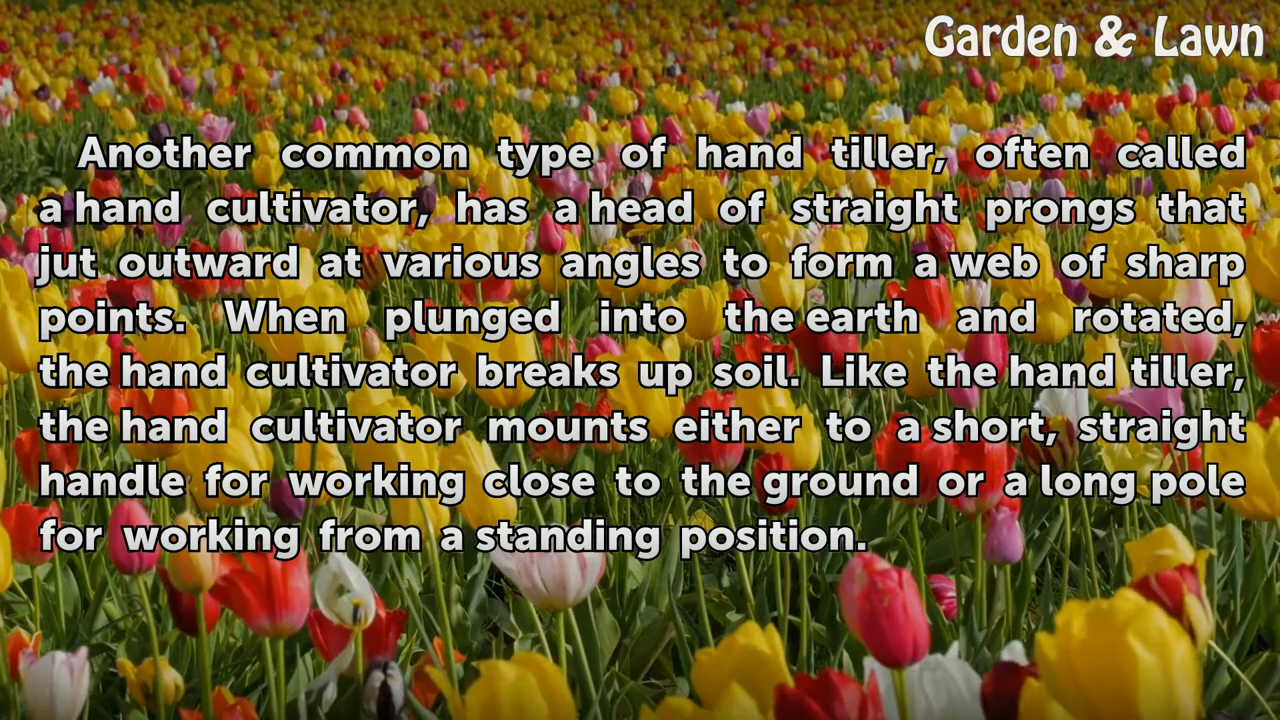 Garden & Lawn
Another common type of hand tiller, often called
a hand cultivator, has a head of straight prongs that
jut outward at various angles to form a web of sharp
points. When plunged into the earth and rotated,
the hand cultivator breaks up soil. Like the hand tiller,
the hand cultivator mounts either to a short, straight
handle for working close to the ground or a long pole
for working from a standing position.